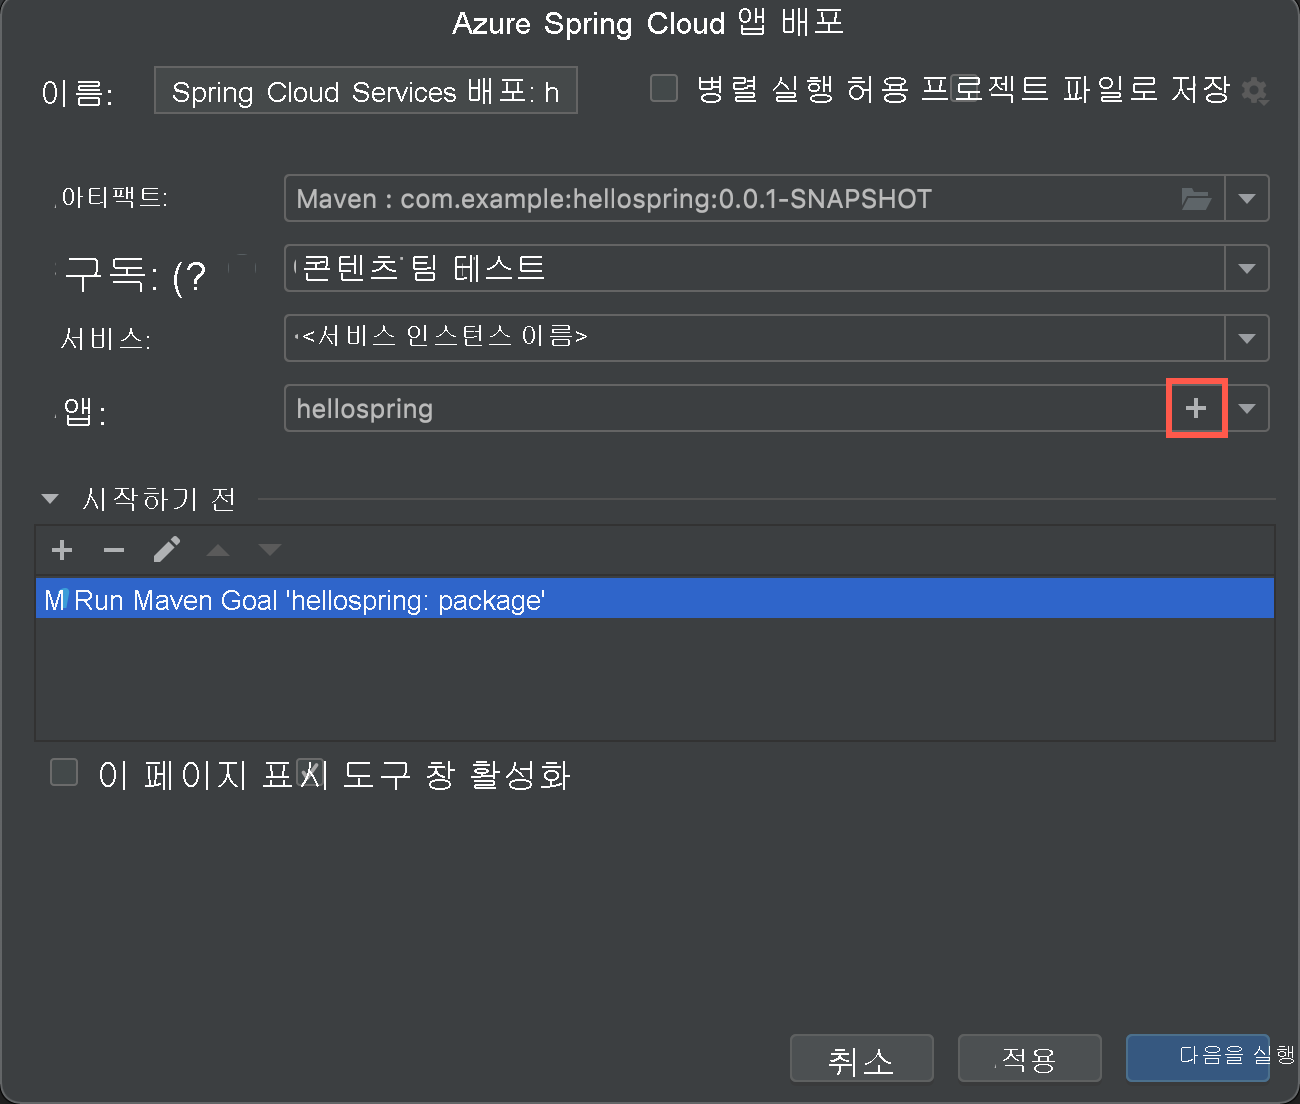 Azure Spring Cloud 앱 배포
이름: Spring Cloud Services 배포: h 병렬 실행 허용 프로젝트 파일로 저장
아티팩트: Maven : com.example:hellospring:0.0.1-SNAPSHOT
구독: (? 콘텐츠 팀 테스트
서비스: <서비스 인스턴스 이름>
앱: hellospring
시작하기 전
M Run Maven Goal 'hellospring: package'
이 페이지 표시 도구 창 활성화
취소 적용 다음을 실행